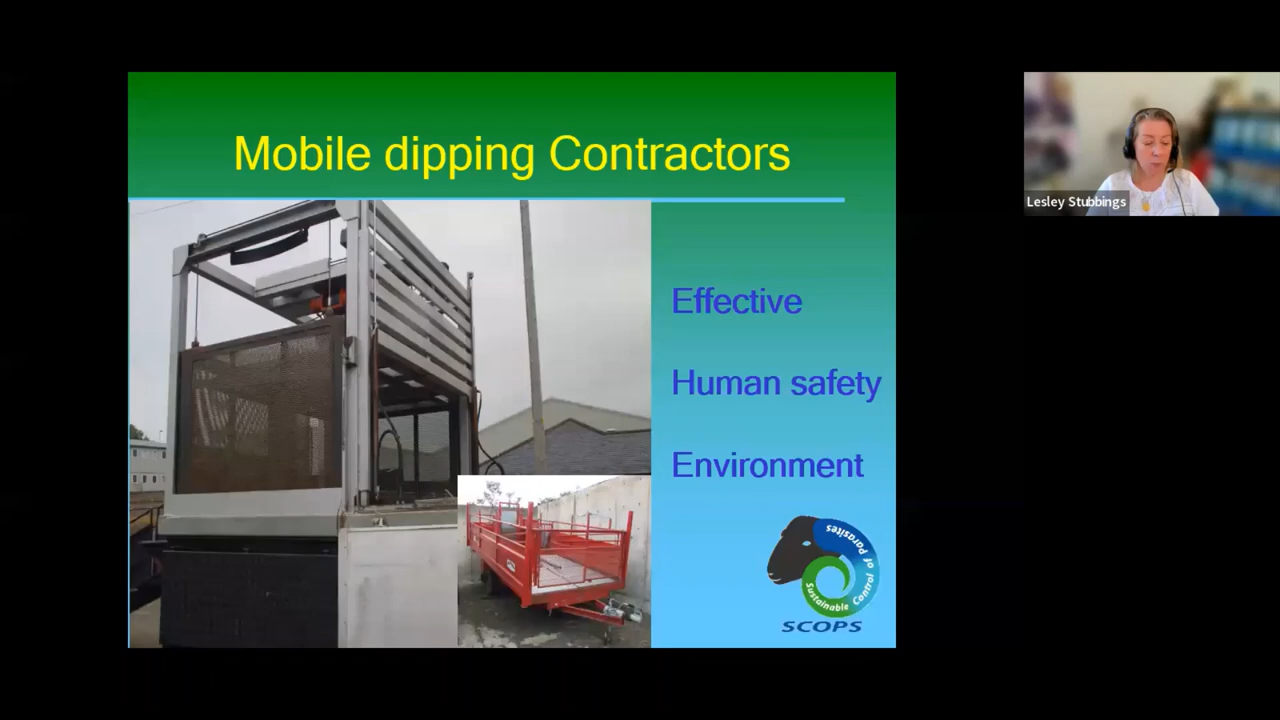 Mobile dipping Contractors
Lesley Stubbings
Effective
Human safety
Environment
Sustainable Control of Parasites
SCOPS